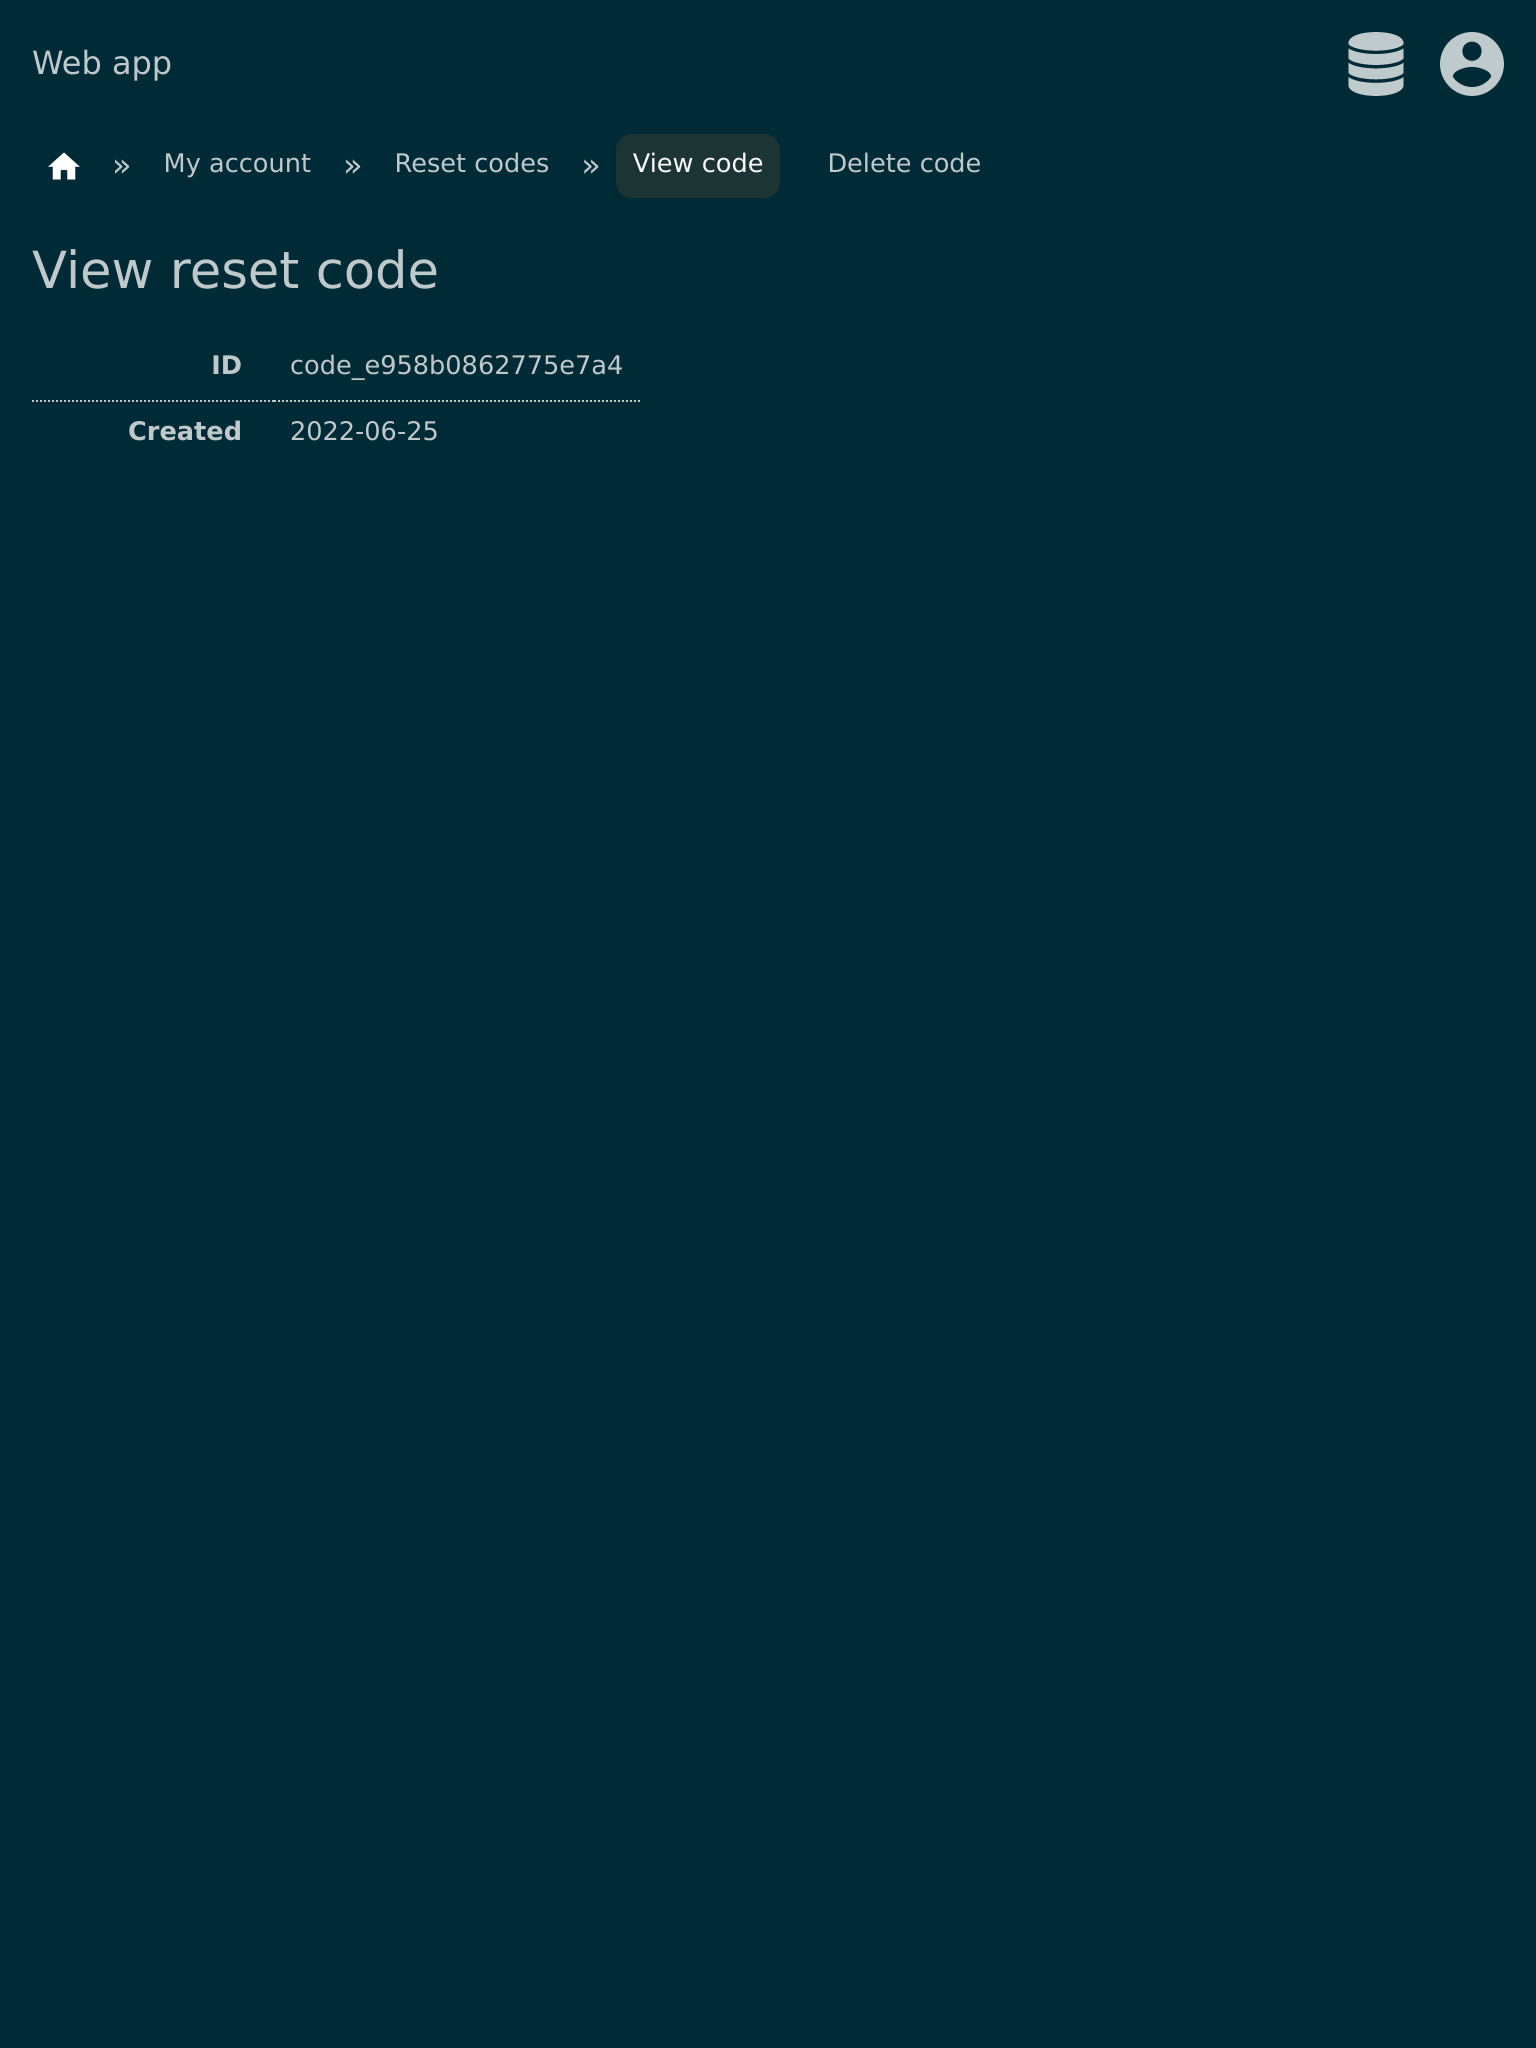 Web app
» My account » Reset codes » View code Delete code
View reset code
ID code_e958b0862775e7a4
Created 2022-06-25